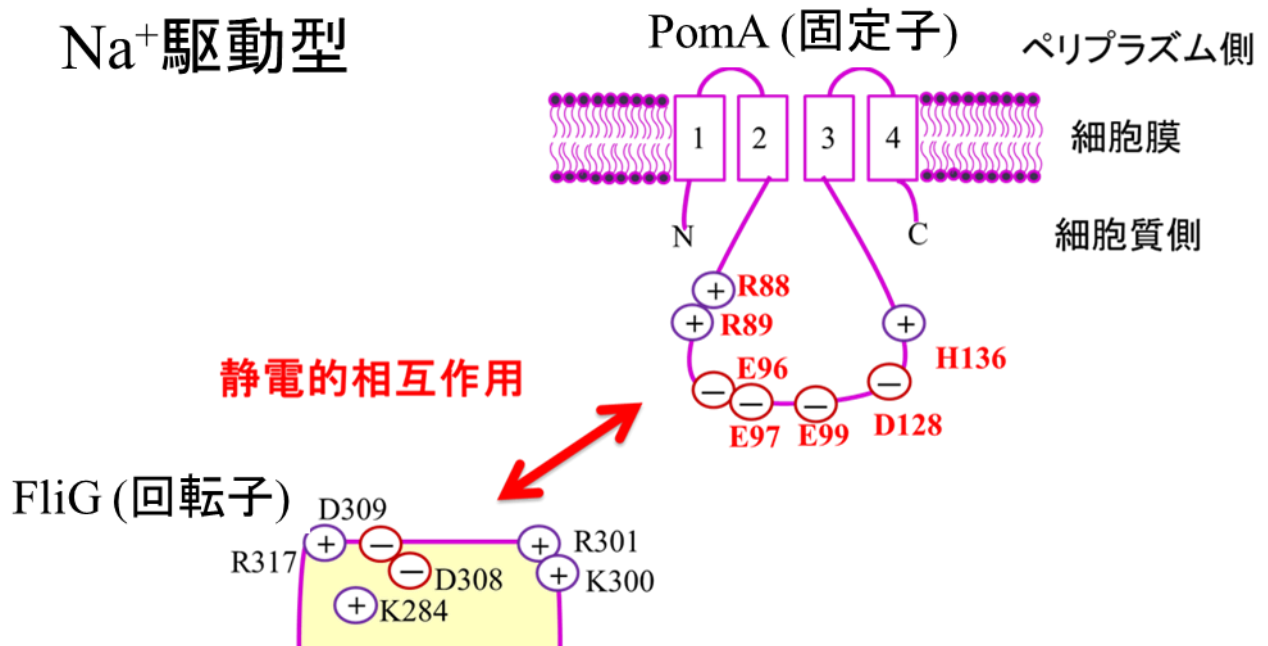 Na⁺駆動型
PomA (固定子)
ペリプラズム側
1 2 3 4
細胞膜
N
C
細胞質側
+ R88
+ R89
+
H136
静電的相互作用
E96
− − − −
E97 E99 D128
FliG (回転子)
D309
R317 + − + R301
− D308 + K300
+ K284